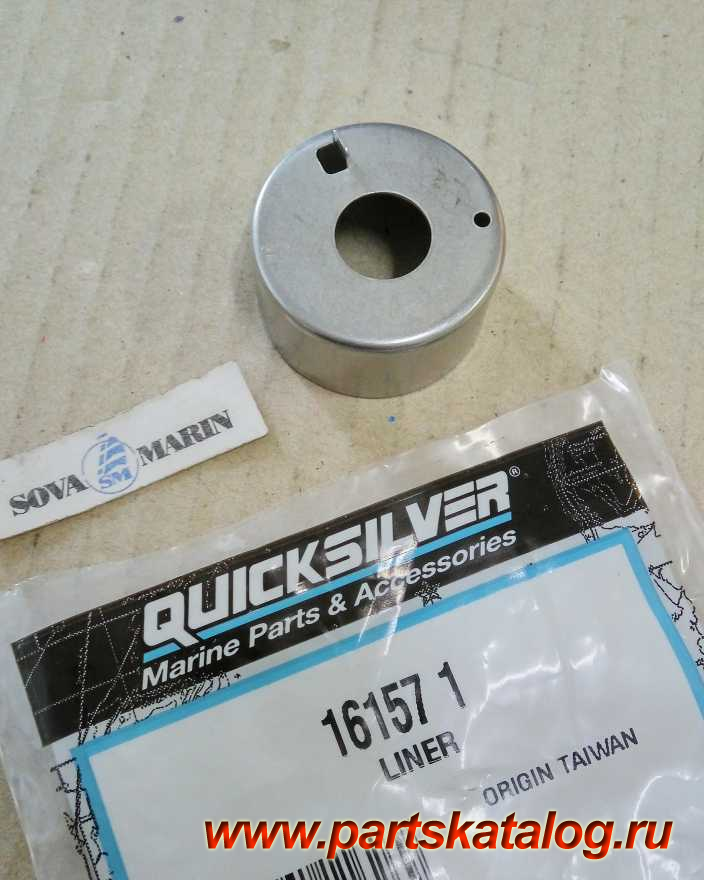 SOVA SM MARIN
QUICKSILVER®
Marine Parts & Accessories
16157 1
LINER
ORIGIN TAIWAN
www.partskatalog.ru